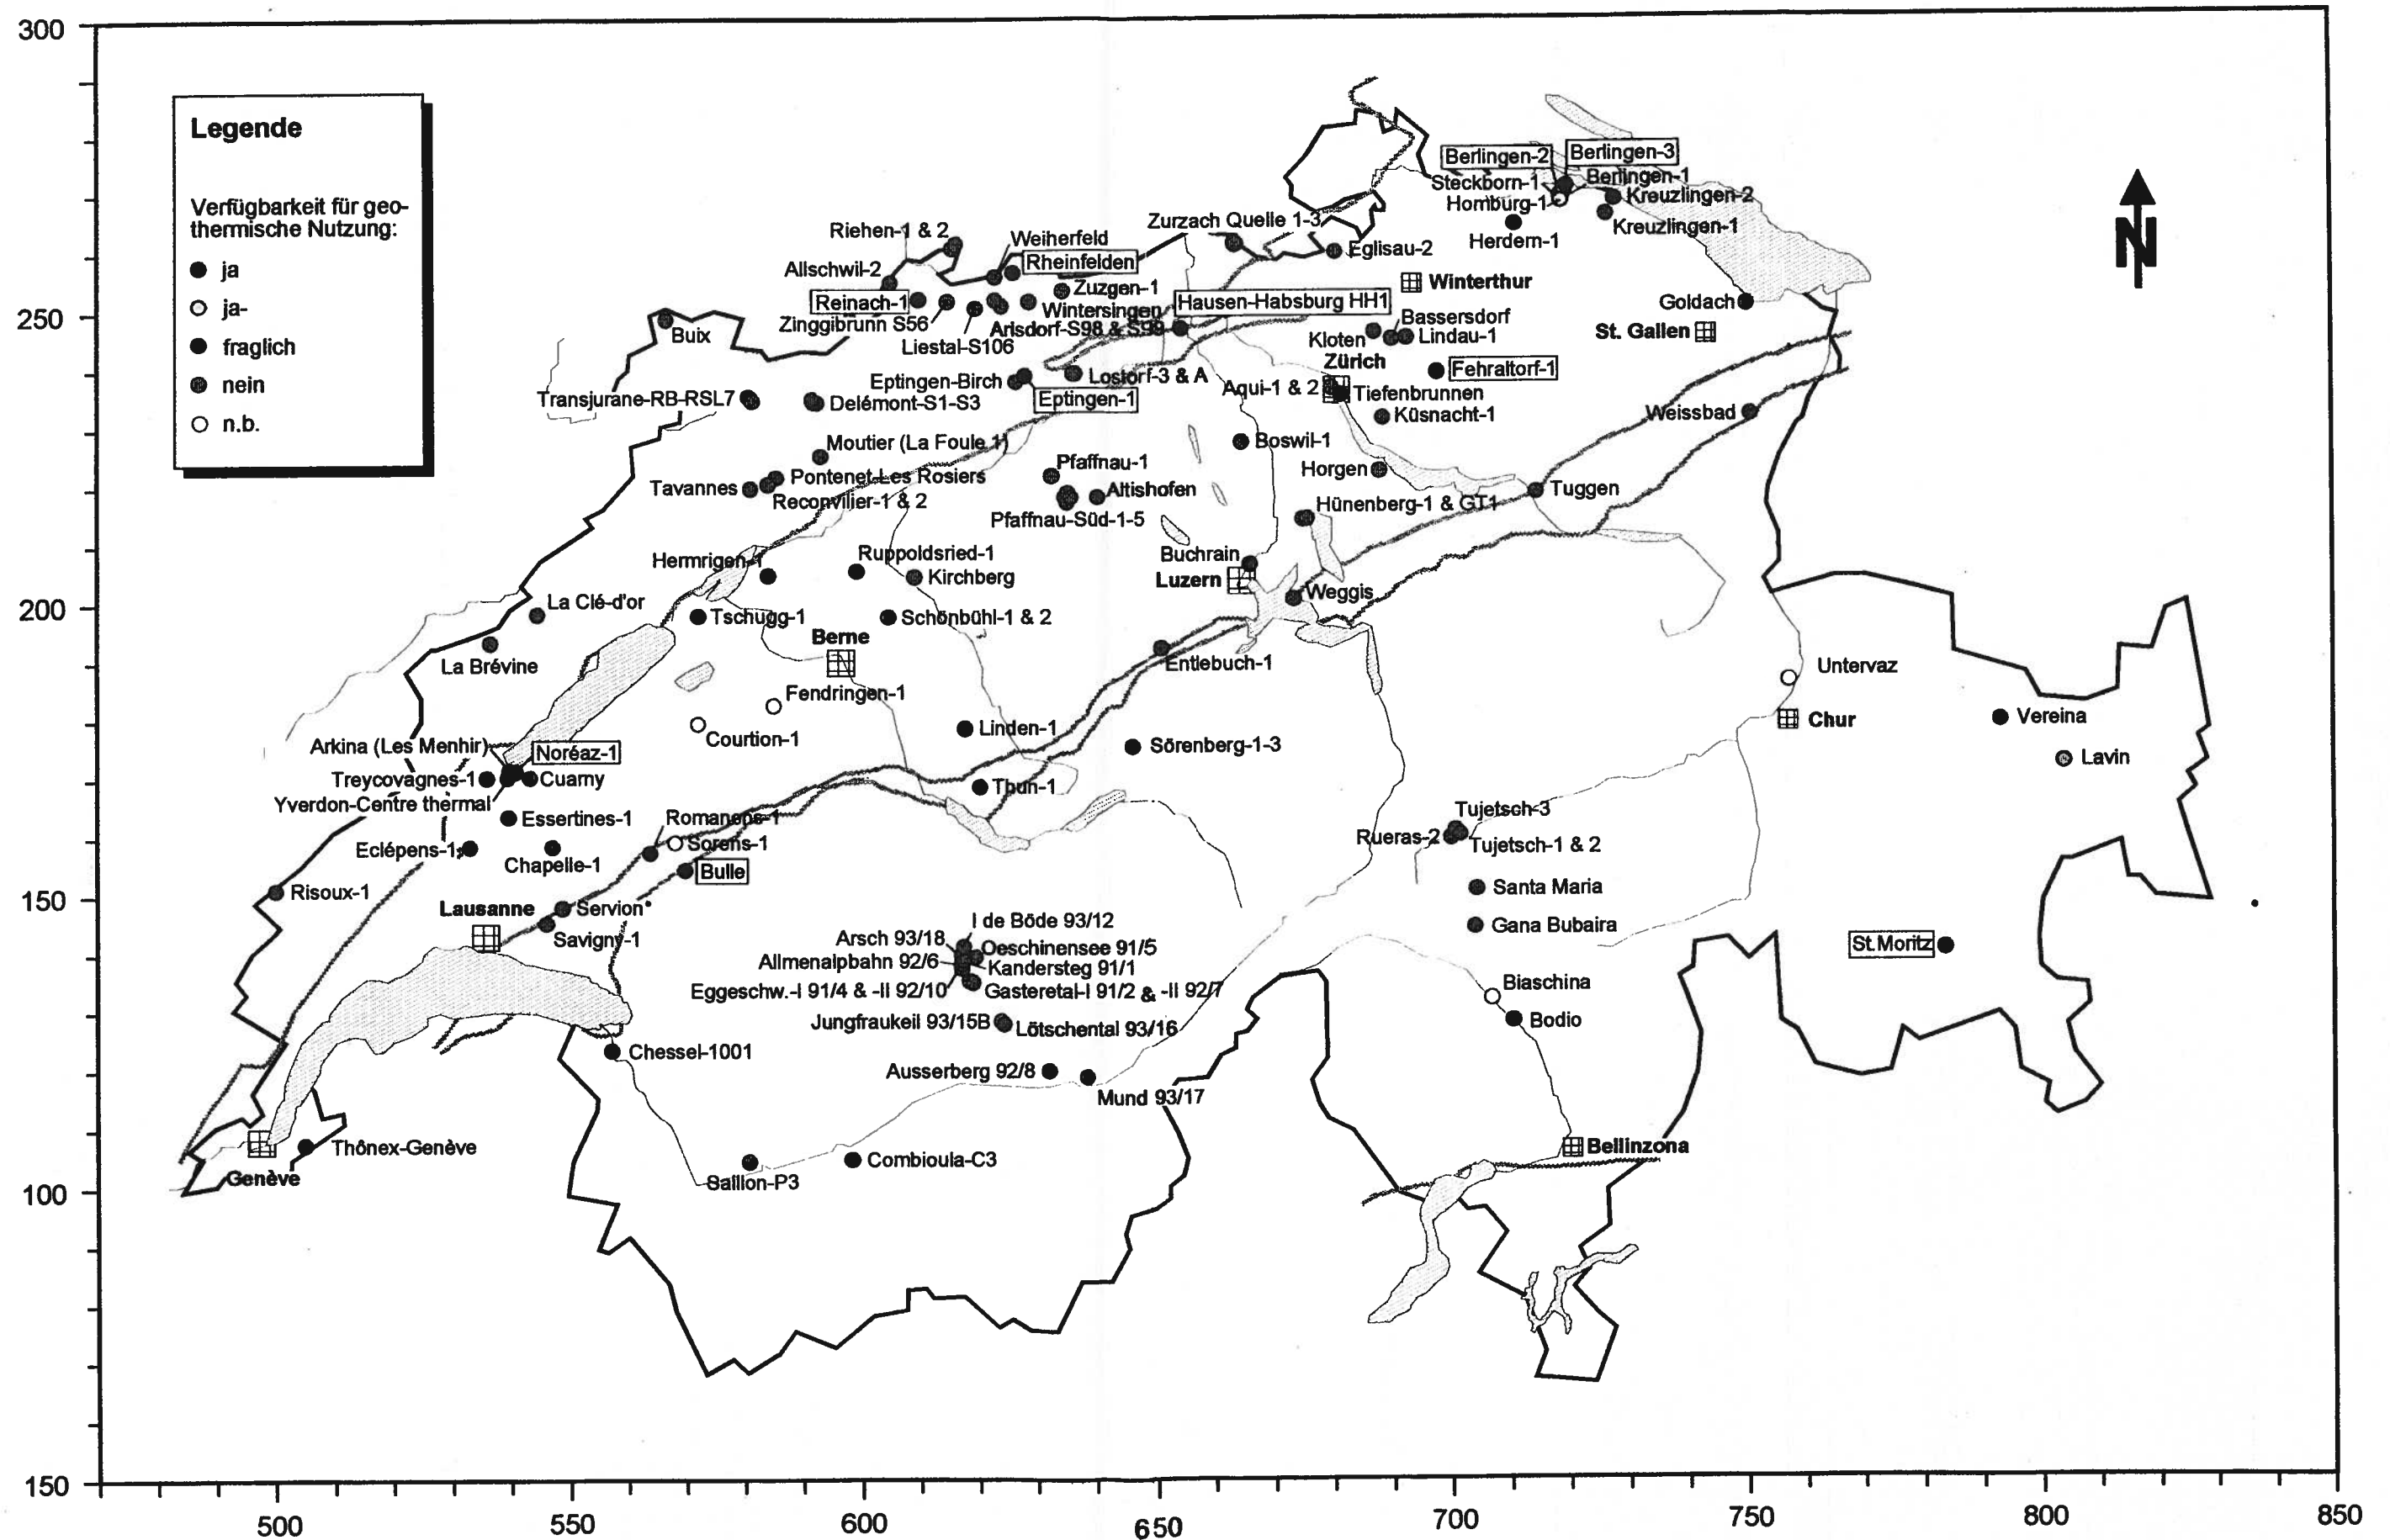 300
250
200
150
100
150
500
550
600
650
700
750
800
850
Legende
Verfügbarkeit für geo-
thermische Nutzung:
ja
ja-
fraglich
nein
n.b.
N
Berlingen-2
Berlingen-3
Steckborn-1
Berlingen-1
Homburg-1
Kreuzlingen-2
Kreuzlingen-1
Herdern-1
Zurzach Quelle 1-3
Eglisau-2
Riehen-1 & 2
Weiherfeld
Rheinfelden
Allschwil-2
Zuzgen-1
Reinach-1
Wintersingen
Hausen-Habsburg HH1
Winterthur
Goldach
Zinggibrunn S56
Arisdorf-S98 & S99
Liestal-S106
Buix
Bassersdorf
Kloten
Lindau-1
St. Gallen
Zürich
Fehraltorf-1
Eptingen-Birch
Lostorf-3 & A
Eptingen-1
Aqui-1 & 2
Tiefenbrunnen
Küsnacht-1
Weissbad
Transjurane-RB-RSL7
Delémont-S1-S3
Moutier (La Foule 1)
Boswil-1
Horgen
Pfaffnau-1
Pontenet-Les Rosiers
Tavannes
Reconvilier-1 & 2
Altishofen
Pfaffnau-Süd-1-5
Hünenberg-1 & GT1
Tuggen
Hermrigen-1
Ruppoldsried-1
Kirchberg
Buchrain
Luzern
Weggis
La Clé-d'or
Tschugg-1
Schönbühl-1 & 2
Berne
La Brévine
Entlebuch-1
Untervaz
Fendringen-1
Courtion-1
Linden-1
Sörenberg-1-3
Chur
Vereina
Lavin
Arkina (Les Menhir)
Noréaz-1
Treycovagnes-1
Cuarny
Yverdon-Centre thermal
Thun-1
Essertines-1
Romanens-1
Sorens-1
Eclépens-1
Chapelle-1
Bulle
Tujetsch-3
Rueras-2
Tujetsch-1 & 2
Risoux-1
Santa Maria
Lausanne
Servion
Savigny-1
Gana Bubaira
I de Böde 93/12
Arsch 93/18
Oeschinensee 91/5
Allmenalpbahn 92/6
Kandersteg 91/1
Eggeschw.-I 91/4 & -II 92/10
Gasteretal-I 91/2 & -II 92/7
St.Moritz
Biaschina
Jungfraukeil 93/15B
Lötschental 93/16
Bodio
Chessel-1001
Ausserberg 92/8
Mund 93/17
Thônex-Genève
Genève
Saillon-P3
Combioula-C3
Bellinzona